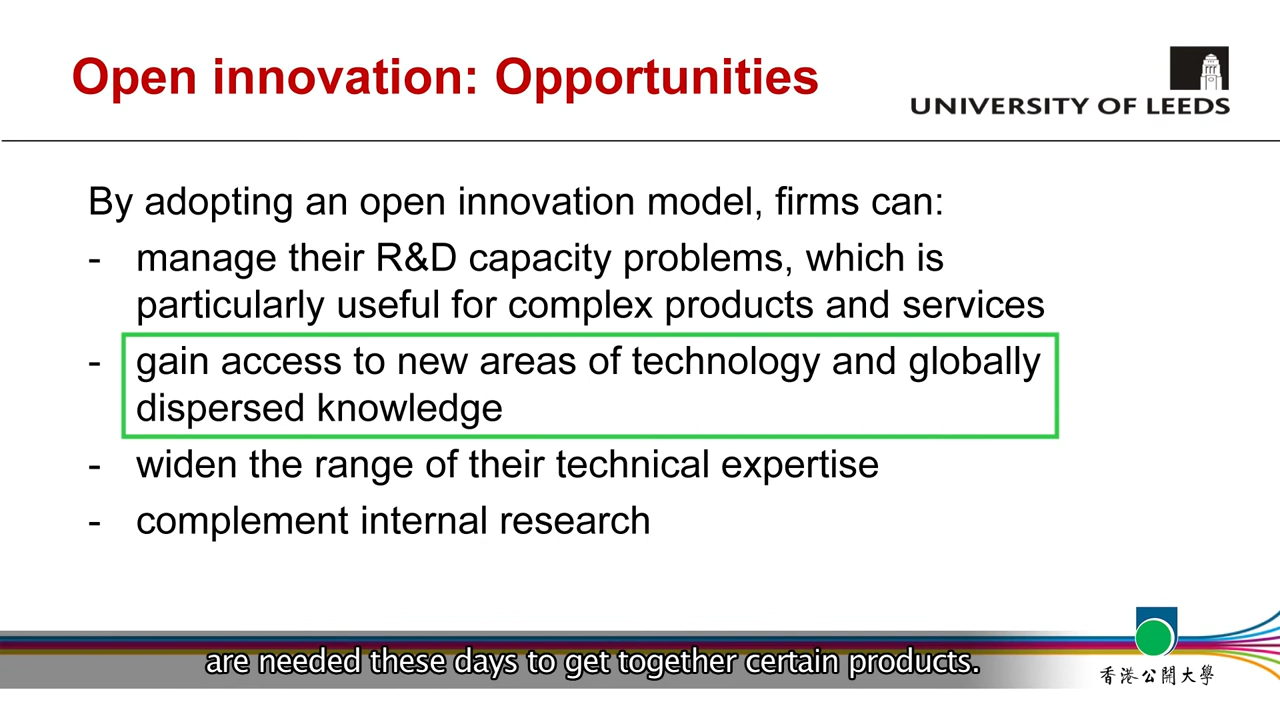 Open innovation: Opportunities
UNIVERSITY OF LEEDS
By adopting an open innovation model, firms can:
- manage their R&D capacity problems, which is
particularly useful for complex products and services
- gain access to new areas of technology and globally
dispersed knowledge
- widen the range of their technical expertise
- complement internal research
are needed these days to get together certain products.
香港公開大學